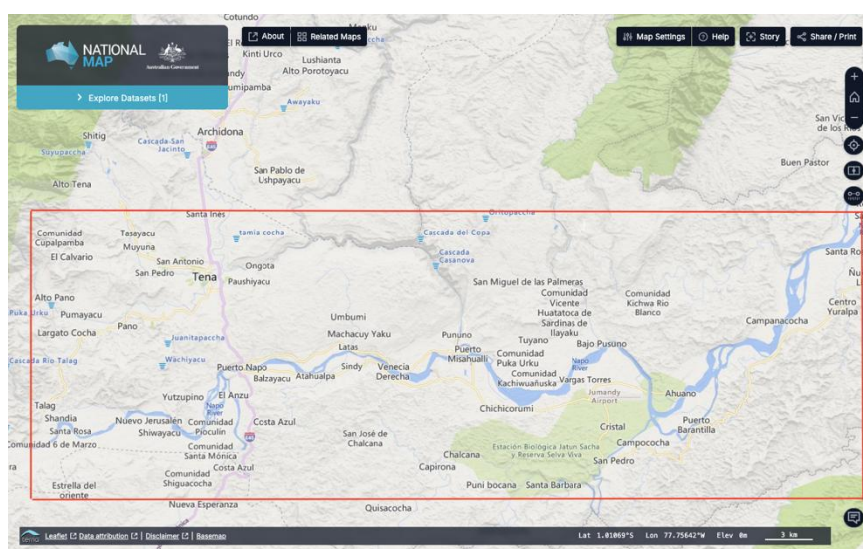 Cotundo
NATIONAL
MAP
Australian Government
Explore Datasets [1]
About
Related Maps
Map Settings
Help
Story
Share / Print
Kinti Urco
Lushianta
Alto Porotoyacu
Awayaku
Shitig
Cascada-San
Jacinto
Archidona
Suyupaccha
Alto Tena
San Pablo de
Ushpayacu
Buen Pastor
Santa Inés
Oritupaccha
Comunidad
Cupalpamba
Tasayacu
Muyuna
tamia cocha
Cascada del Copa
El Calvario
San Antonio
San Pedro
Tena
Ongota
Paushiyacu
Cascada
Casanova
San Miguel de las Palmeras
Comunidad
Vicente
Huatatoca de
Sardinas de
Ilayaku
Comunidad
Kichwa Rio
Blanco
Alto Pano
Pumayacu
Pano
Largato Cocha
Umbumi
Machacuy Yaku
Latas
Pununo
Tuyano
Bajo Pusuno
Campanacocha
Centro
Yuralpa
Juanitapaccha
Wachiyacu
Cascada Rio Talag
Puerto Napo
Balzayacu
Atahualpa
Sindy
Venecia
Derecha
Puerto
Misahualli
Comunidad
Puka Urku
Comunidad
Kachiwuañuska
Napo
River
Vargas Torres
Jumandy
Airport
Ahuano
Talag
Shandia
Santa Rosa
Yutzupino
El Anzu
Napo
River
Nuevo Jerusalén
Shiwayacu
Comunidad
Pioculin
Costa Azul
Chichicorumi
Cristal
Puerto
Barantilla
Comunidad 6 de Marzo
Comunidad
Santa Mónica
San José de
Chalcana
Chalcana
Estación Biológica Jatun Sacha
y Reserva Selva Viva
Campococha
San Pedro
Costa Azul
Comunidad
Shiguacocha
Capirona
Estrella del
oriente
Puni bocana
Santa Barbara
Nueva Esperanza
Quisacocha
Leaflet
Data attribution
Disclaimer
Basemap
Lat 1.01069°S Lon 77.75642°W Elev 0m
3 km